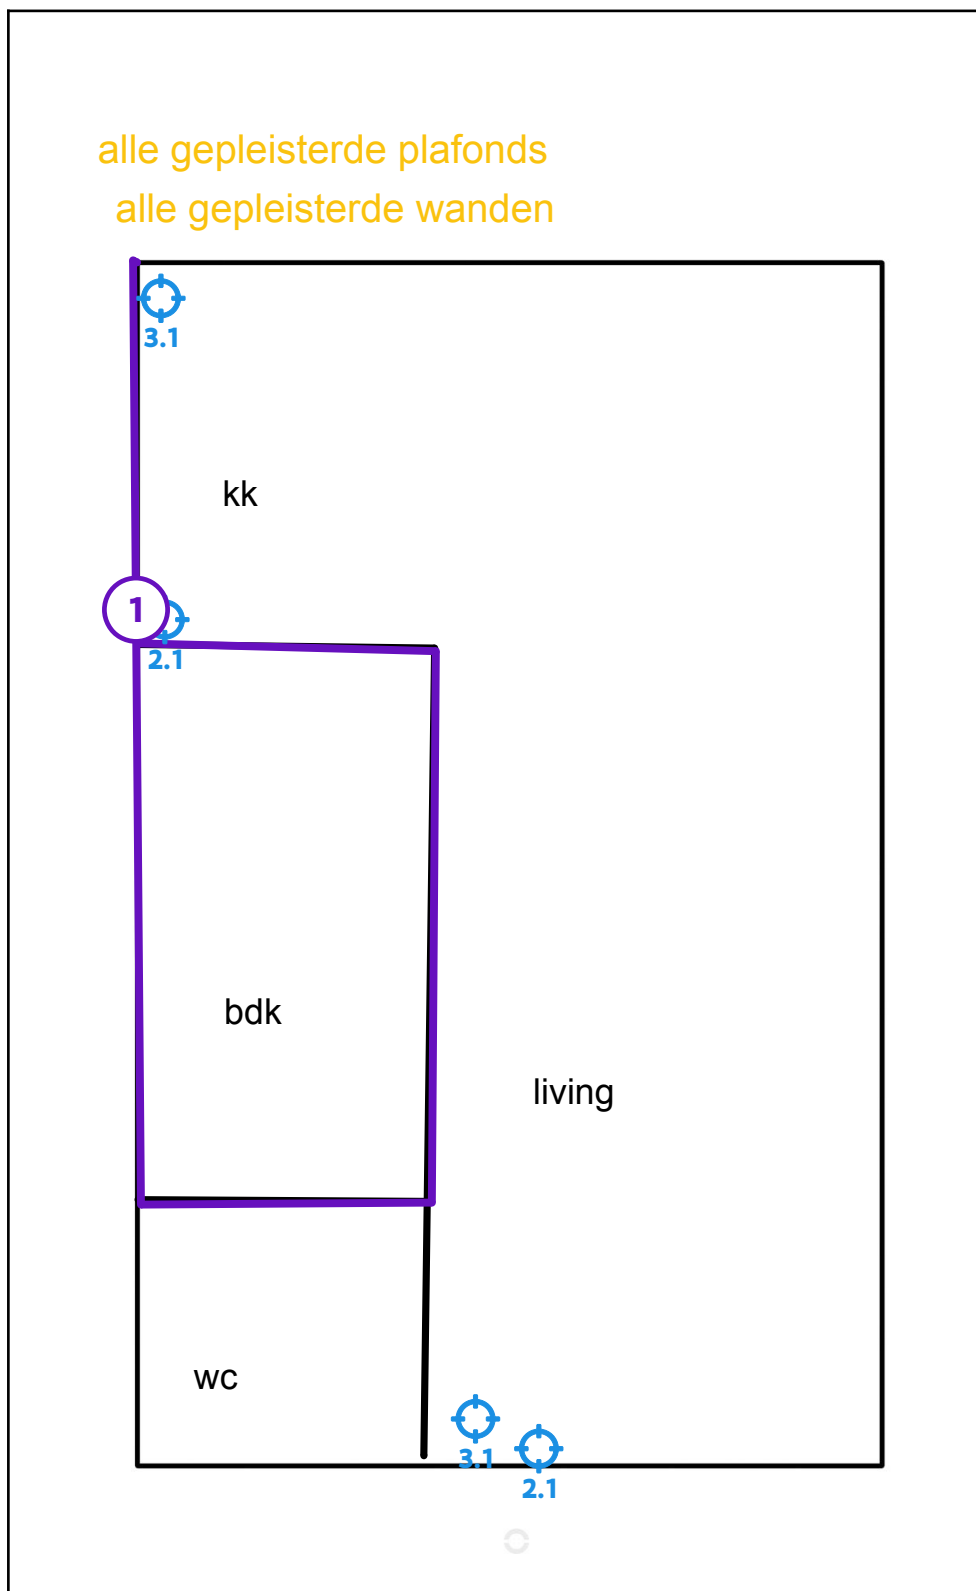 alle gepleisterde plafonds
alle gepleisterde wanden
3.1
kk
1
2.1
bdk
living
wc
3.1
2.1